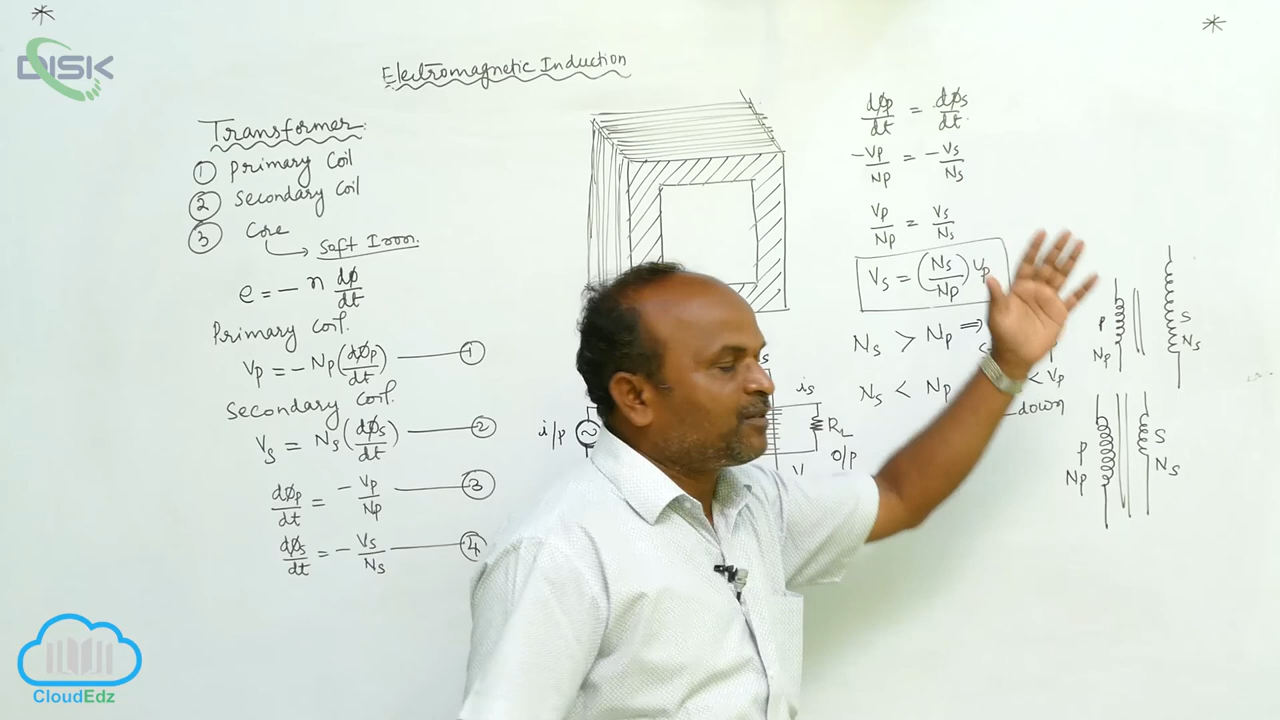 *
*
DISK
Electromagnetic Induction
Transformer:
① Primary Coil
② Secondary Coil
③ Core
→ Soft Iron.
e = - n dφ/dt
Primary coil.
Vp = - Np (dφp/dt) — ①
Secondary Coil.
Vs = Ns (dφs/dt) — ②
dφp/dt = - Vp/Np — ③
dφs/dt = - Vs/Ns — ④
dφp/dt = dφs/dt.
-Vp/Np = -Vs/Ns
Vp/Np = Vs/Ns
Vs = (Ns/Np) Vp
Ns > Np ⇒
Ns < Np
< Vp
down
i/p
is
RL
O/p
V
P
Np
S
Ns
P
Np
S
Ns
CloudEdz